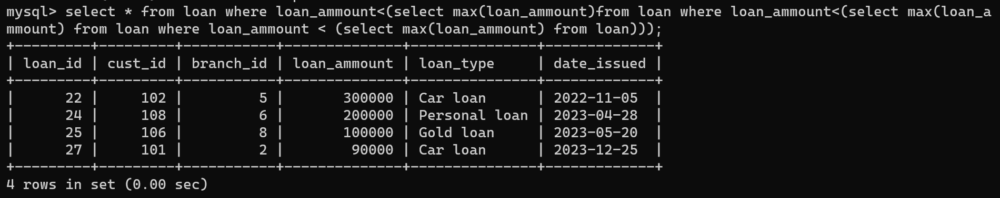 mysql> select * from loan where loan_ammount<(select max(loan_ammount)from loan where loan_ammount<(select max(loan_a
mmount) from loan where loan_ammount < (select max(loan_ammount) from loan)));
+---------+---------+-----------+--------------+---------------+-------------+
| loan_id | cust_id | branch_id | loan_ammount | loan_type     | date_issued |
+---------+---------+-----------+--------------+---------------+-------------+
|      22 |     102 |         5 |       300000 | Car loan      | 2022-11-05  |
|      24 |     108 |         6 |       200000 | Personal loan | 2023-04-28  |
|      25 |     106 |         8 |       100000 | Gold loan     | 2023-05-20  |
|      27 |     101 |         2 |        90000 | Car loan      | 2023-12-25  |
+---------+---------+-----------+--------------+---------------+-------------+
4 rows in set (0.00 sec)